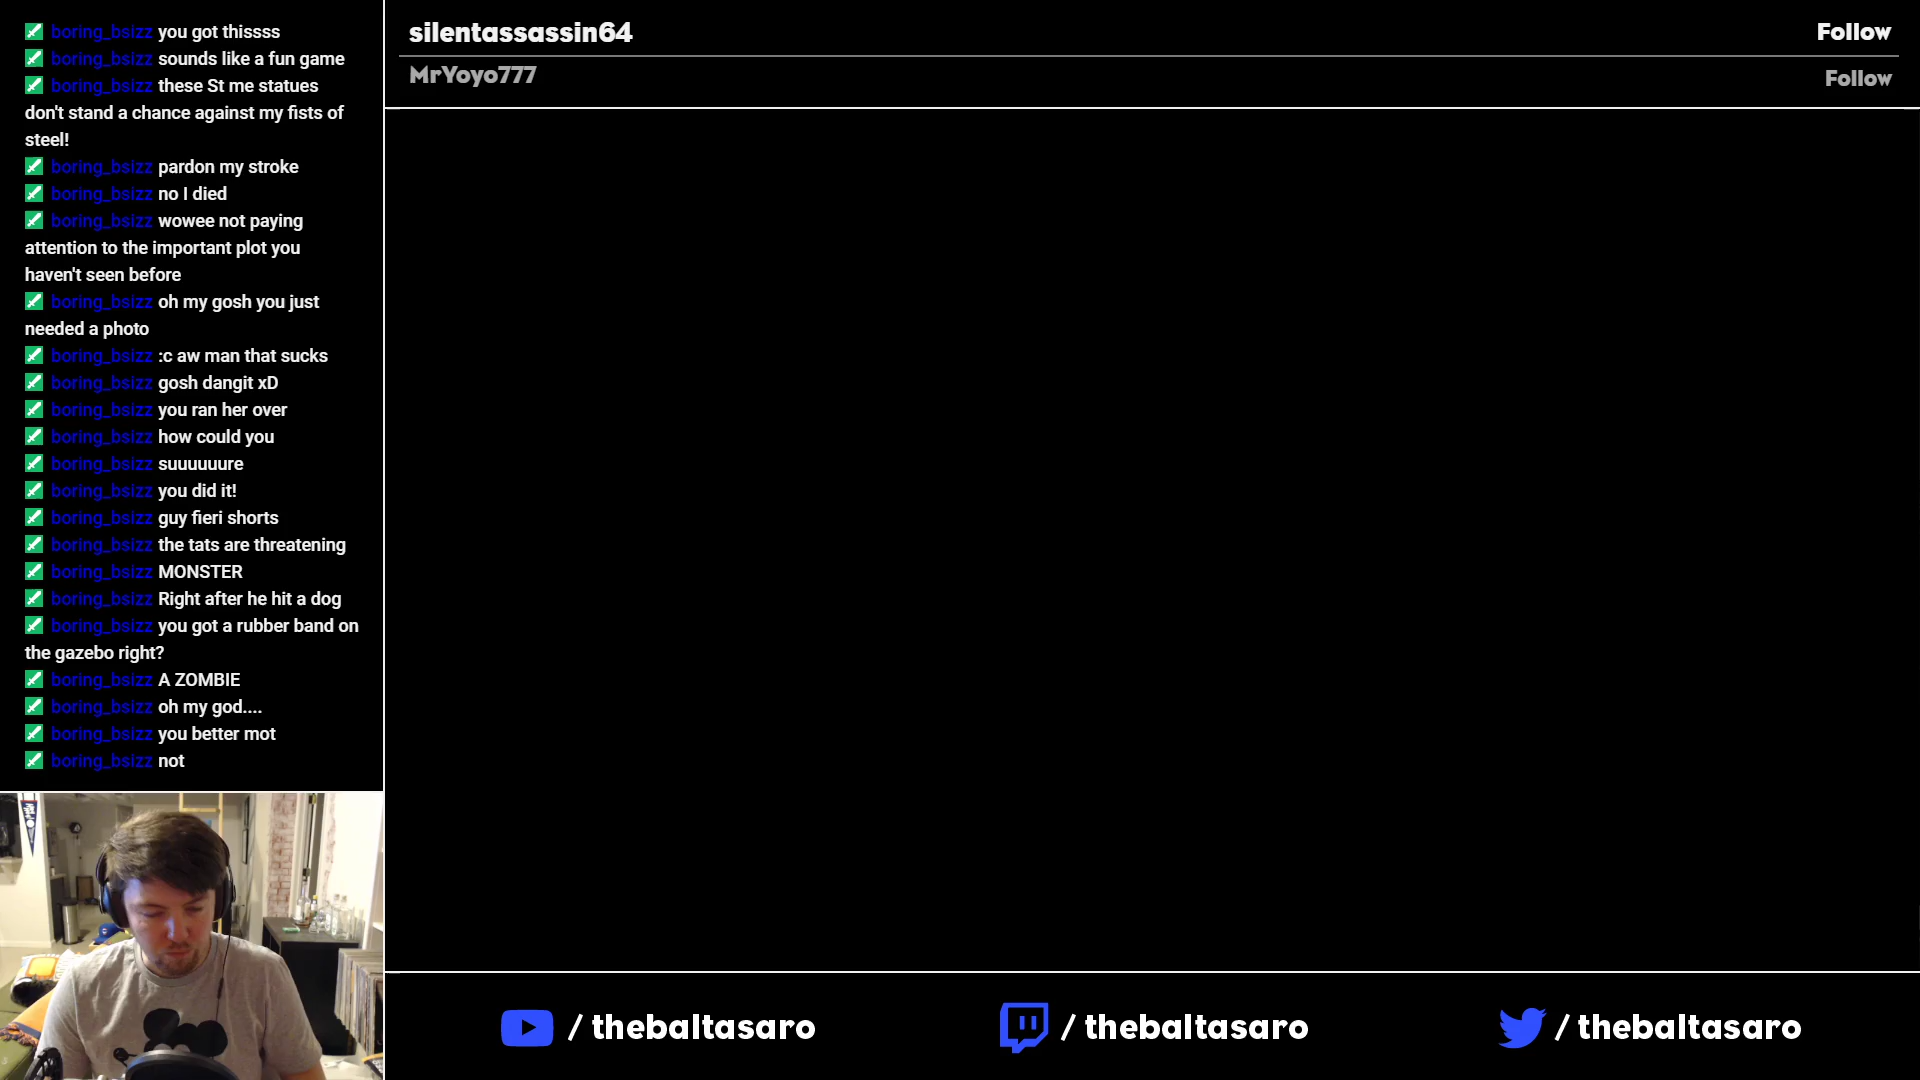 boring_bsizz you got thissss
boring_bsizz sounds like a fun game
boring_bsizz these St me statues
don't stand a chance against my fists of
steel!
boring_bsizz pardon my stroke
boring_bsizz no I died
boring_bsizz wowee not paying
attention to the important plot you
haven't seen before
boring_bsizz oh my gosh you just
needed a photo
boring_bsizz :c aw man that sucks
boring_bsizz gosh dangit xD
boring_bsizz you ran her over
boring_bsizz how could you
boring_bsizz suuuuuure
boring_bsizz you did it!
boring_bsizz guy fieri shorts
boring_bsizz the tats are threatening
boring_bsizz MONSTER
boring_bsizz Right after he hit a dog
boring_bsizz you got a rubber band on
the gazebo right?
boring_bsizz A ZOMBIE
boring_bsizz oh my god....
boring_bsizz you better mot
boring_bsizz not
silentassassin64 Follow
MrYoyo777 Follow
/ thebaltasaro / thebaltasaro / thebaltasaro